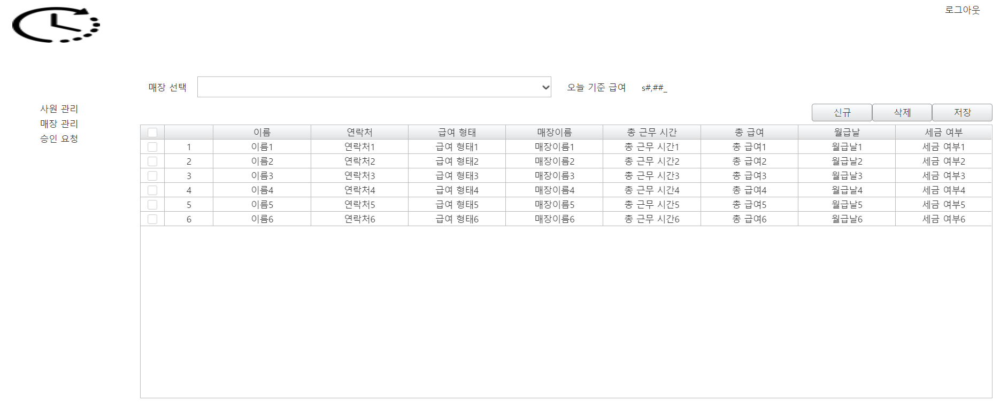 로그아웃
매장 선택 오늘 기준 급여 s#,##_
사원 관리
매장 관리
승인 요청
신규 삭제 저장
이름 연락처 급여 형태 매장이름 총 근무 시간 총 급여 월급날 세금 여부
1 이름1 연락처1 급여 형태1 매장이름1 총 근무 시간1 총 급여1 월급날1 세금 여부1
2 이름2 연락처2 급여 형태2 매장이름2 총 근무 시간2 총 급여2 월급날2 세금 여부2
3 이름3 연락처3 급여 형태3 매장이름3 총 근무 시간3 총 급여3 월급날3 세금 여부3
4 이름4 연락처4 급여 형태4 매장이름4 총 근무 시간4 총 급여4 월급날4 세금 여부4
5 이름5 연락처5 급여 형태5 매장이름5 총 근무 시간5 총 급여5 월급날5 세금 여부5
6 이름6 연락처6 급여 형태6 매장이름6 총 근무 시간6 총 급여6 월급날6 세금 여부6